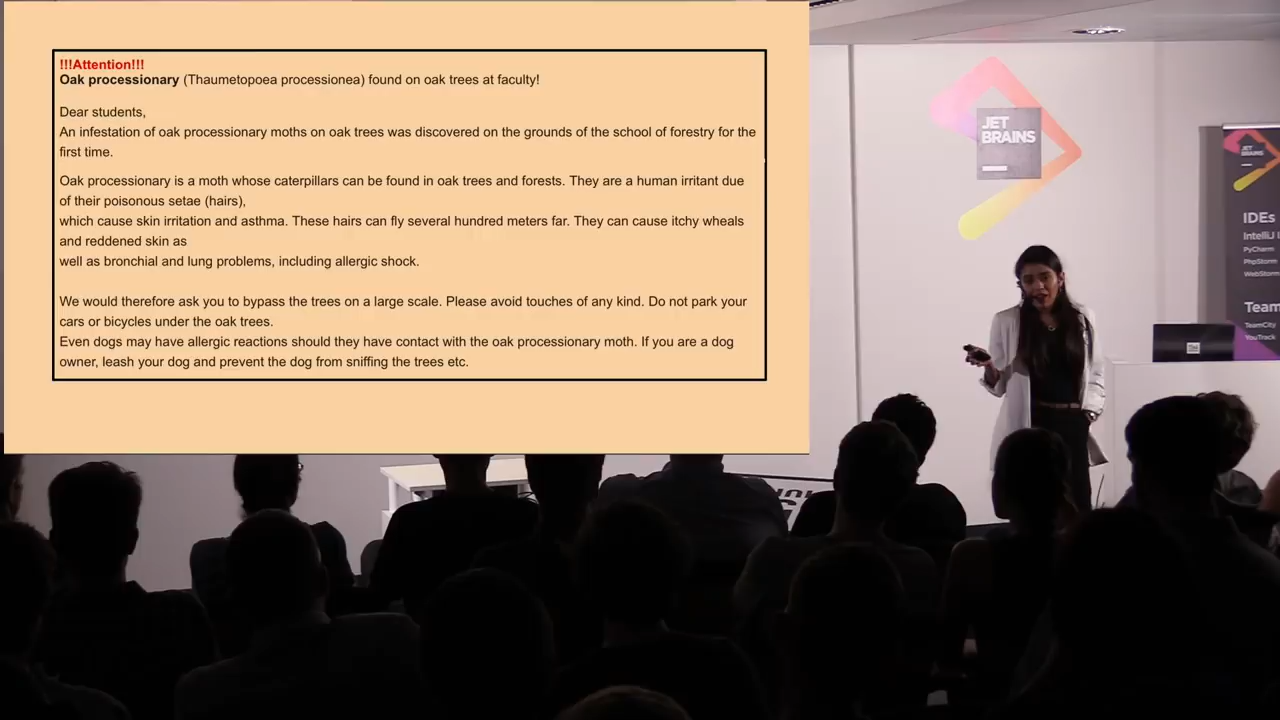 !!!Attention!!!
Oak processionary (Thaumetopoea processionea) found on oak trees at faculty!
Dear students,
An infestation of oak processionary moths on oak trees was discovered on the grounds of the school of forestry for the
first time.
Oak processionary is a moth whose caterpillars can be found in oak trees and forests. They are a human irritant due
of their poisonous setae (hairs),
which cause skin irritation and asthma. These hairs can fly several hundred meters far. They can cause itchy wheals
and reddened skin as
well as bronchial and lung problems, including allergic shock.
We would therefore ask you to bypass the trees on a large scale. Please avoid touches of any kind. Do not park your
cars or bicycles under the oak trees.
Even dogs may have allergic reactions should they have contact with the oak processionary moth. If you are a dog
owner, leash your dog and prevent the dog from sniffing the trees etc.
JET
BRAINS
JET
BRAINS
IDEs
IntelliJ I
PyCharm
PhpStorm
WebStorm
Team
TeamCity
YouTrack